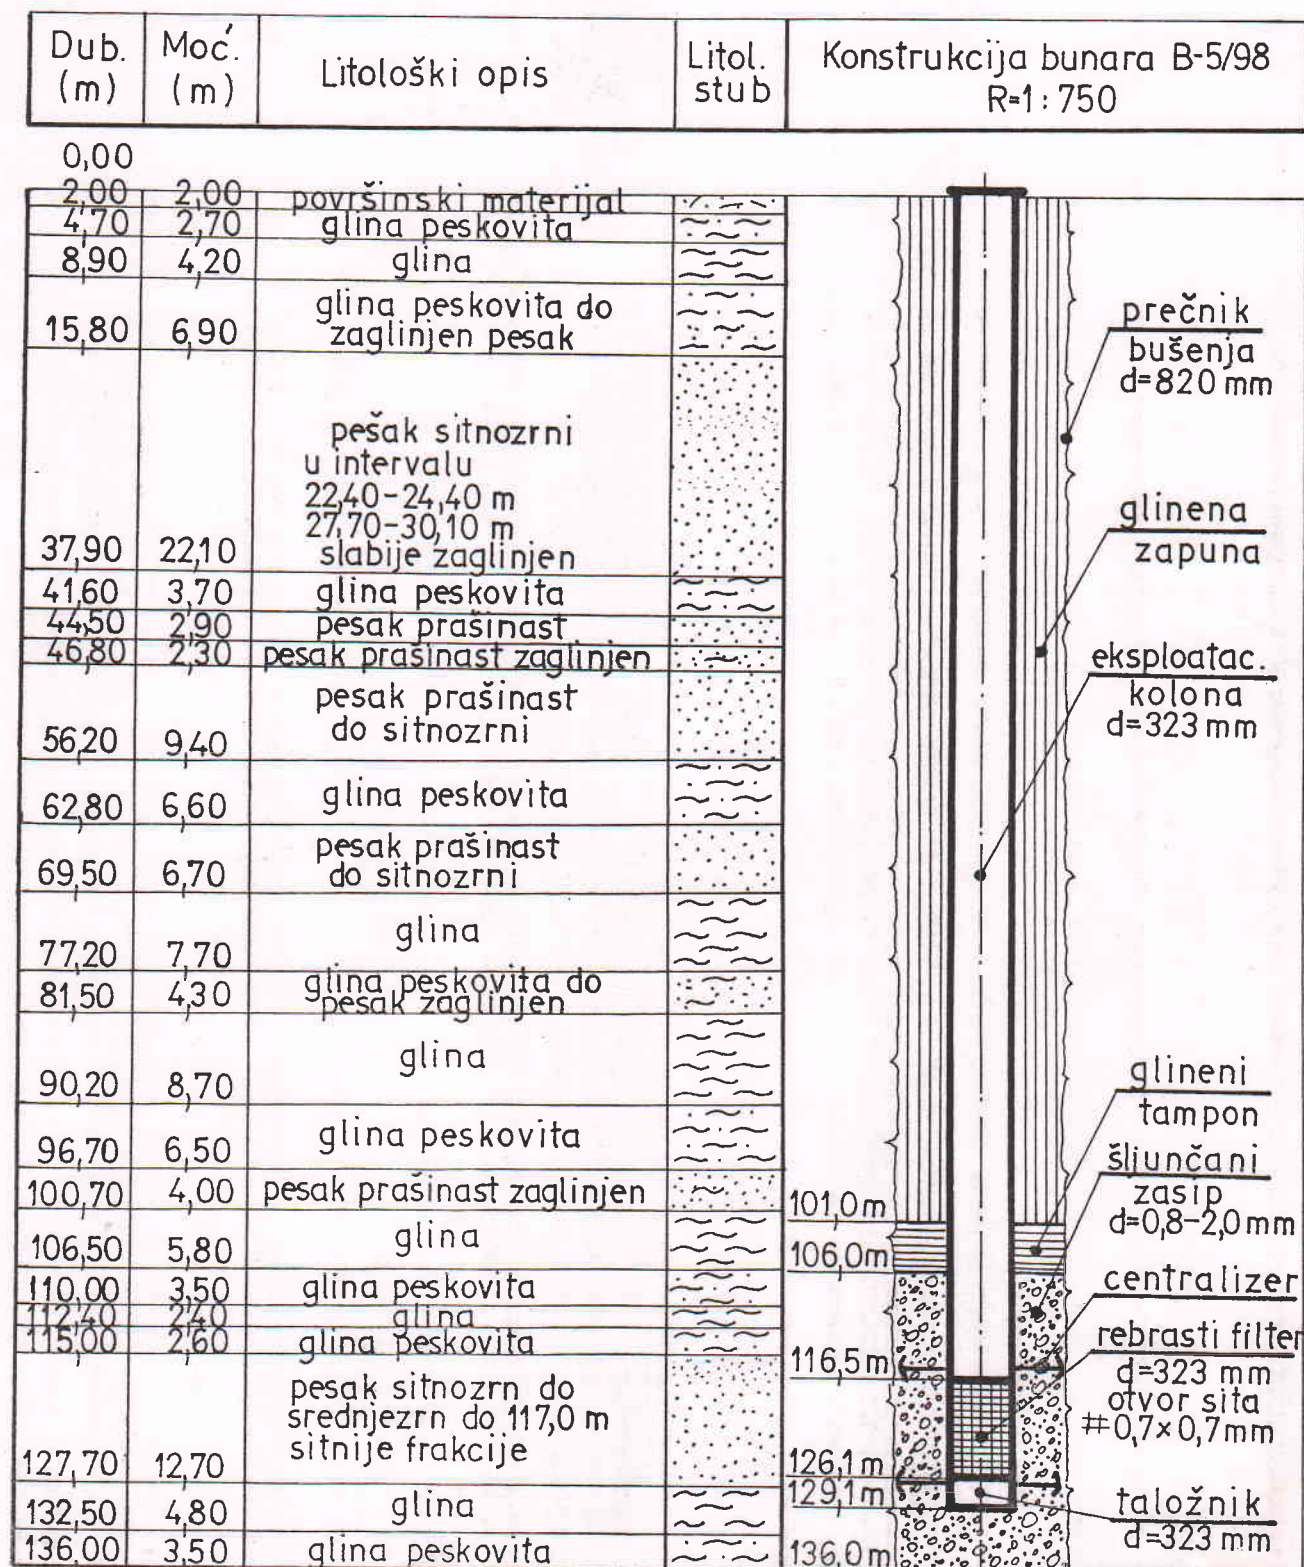 Dub. (m)
Moć. (m)
Litološki opis
Litol. stub
Konstrukcija bunara B-5/98
R=1:750
0,00
2,00 2,00 površinski materijal
4,70 2,70 glina peskovita
8,90 4,20 glina
glina peskovita do
15,80 6,90 zaglinjen pesak
pešak sitnozrni
u intervalu
22,40-24,40 m
27,70-30,10 m
37,90 22,10 slabije zaglinjen
41,60 3,70 glina peskovita
44,50 2,90 pesak prašinast
46,80 2,30 pesak prašinast zaglinjen
pesak prašinast
do sitnozrni
56,20 9,40
62,80 6,60 glina peskovita
pesak prašinast
69,50 6,70 do sitnozrni
glina
77,20 7,70
glina peskovita do
81,50 4,30 pesak zaglinjen
glina
90,20 8,70
96,70 6,50 glina peskovita
100,70 4,00 pesak prašinast zaglinjen
106,50 5,80 glina
110,00 3,50 glina peskovita
112,40 2,40 glina
115,00 2,60 glina peskovita
pesak sitnozrn do
srednjezrn do 117,0 m
sitnije frakcije
127,70 12,70
132,50 4,80 glina
136,00 3,50 glina peskovita
prečnik
bušenja
d=820 mm
glinena
zapuna
eksploatac.
kolona
d=323 mm
glineni
tampon
šljunčani
zasip
d=0,8-2,0mm
centralizer
rebrasti filter
d=323 mm
otvor sita
#0,7×0,7mm
taložnik
d=323 mm
101,0m
106,0m
116,5m
126,1m
129,1m
136,0m